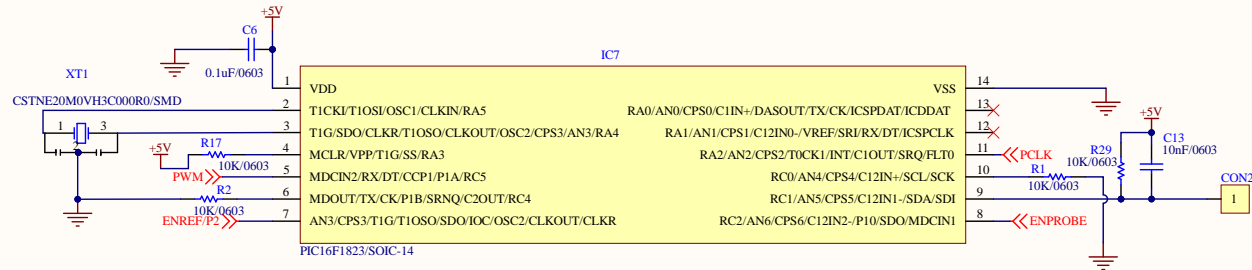 +5V
C6
0.1uF/0603
IC7
XT1
CSTNE20M0VH3C000R0/SMD
1 3
2
1 VDD
2 T1CKI/T1OSI/OSC1/CLKIN/RA5
3 T1G/SDO/CLKR/T1OSO/CLKOUT/OSC2/CPS3/AN3/RA4
+5V R17 10K/0603 4 MCLR/VPP/T1G/SS/RA3
PWM 5 MDCIN2/RX/DT/CCP1/P1A/RC5
R2 10K/0603 6 MDOUT/TX/CK/P1B/SRNQ/C2OUT/RC4
ENREF/P2 7 AN3/CPS3/T1G/T1OSO/SDO/IOC/OSC2/CLKOUT/CLKR
VSS 14
RA0/AN0/CPS0/C1IN+/DASOUT/TX/CK/ICSPDAT/ICDDAT 13
RA1/AN1/CPS1/C12IN0-/VREF/SRI/RX/DT/ICSPCLK 12
RA2/AN2/CPS2/T0CK1/INT/C1OUT/SRQ/FLT0 11 PCLK
RC0/AN4/CPS4/C12IN+/SCL/SCK 10 R1 10K/0603
RC1/AN5/CPS5/C12IN1-/SDA/SDI 9
RC2/AN6/CPS6/C12IN2-/P10/SDO/MDCIN1 8 ENPROBE
+5V
R29
10K/0603
C13
10nF/0603
CON2
1
PIC16F1823/SOIC-14